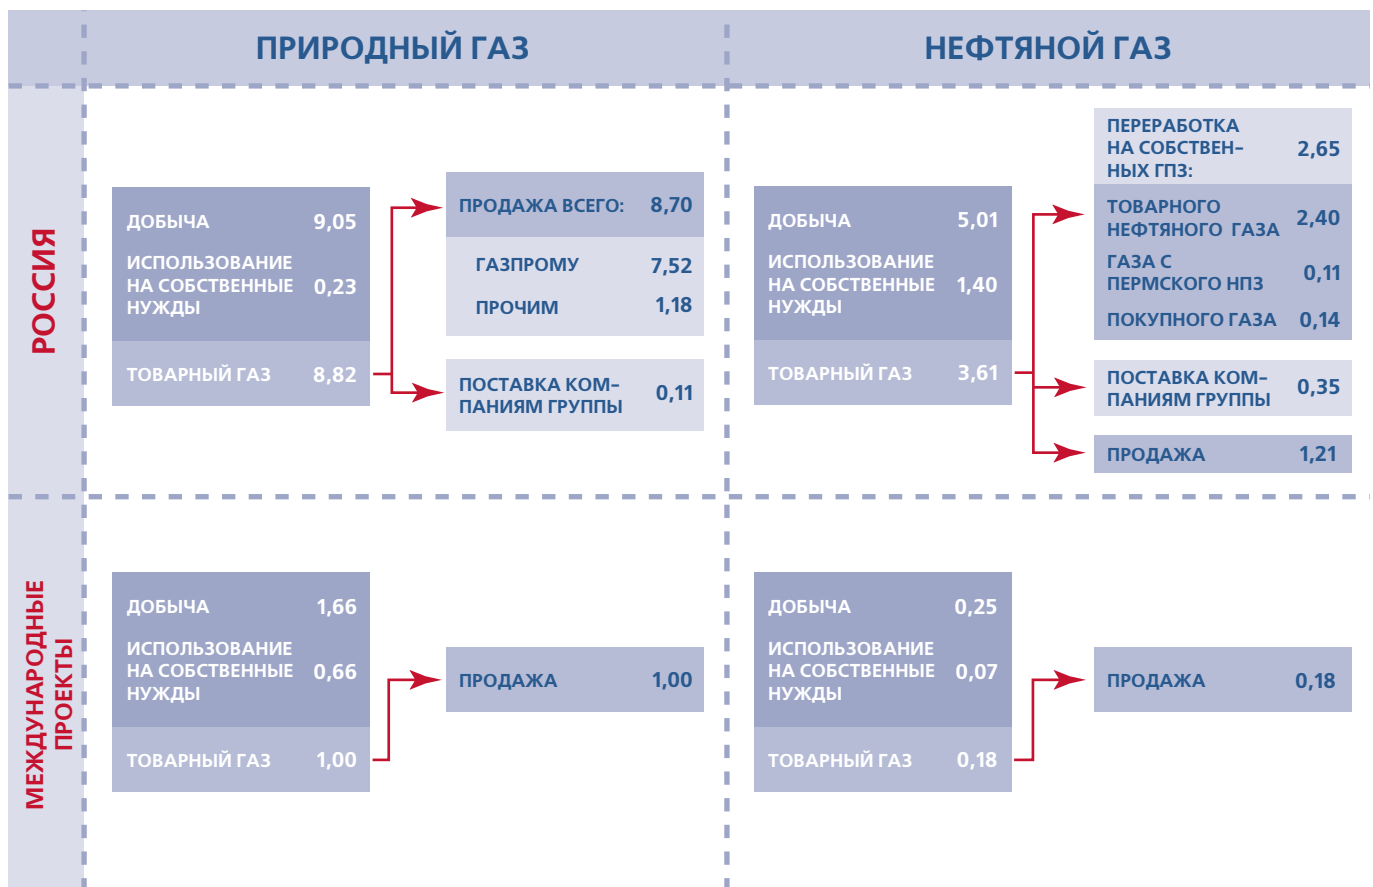 ПРИРОДНЫЙ ГАЗ
НЕФТЯНОЙ ГАЗ
РОССИЯ
ДОБЫЧА 9,05
ИСПОЛЬЗОВАНИЕ
НА СОБСТВЕННЫЕ 0,23
НУЖДЫ
ТОВАРНЫЙ ГАЗ 8,82
ПРОДАЖА ВСЕГО: 8,70
ГАЗПРОМУ 7,52
ПРОЧИМ 1,18
ПОСТАВКА КОМ–
ПАНИЯМ ГРУППЫ 0,11
ДОБЫЧА 5,01
ИСПОЛЬЗОВАНИЕ
НА СОБСТВЕННЫЕ 1,40
НУЖДЫ
ТОВАРНЫЙ ГАЗ 3,61
ПЕРЕРАБОТКА
НА СОБСТВЕН– 2,65
НЫХ ГПЗ:
ТОВАРНОГО
НЕФТЯНОГО ГАЗА 2,40
ГАЗА С
ПЕРМСКОГО НПЗ 0,11
ПОКУПНОГО ГАЗА 0,14
ПОСТАВКА КОМ–
ПАНИЯМ ГРУППЫ 0,35
ПРОДАЖА 1,21
МЕЖДУНАРОДНЫЕ
ПРОЕКТЫ
ДОБЫЧА 1,66
ИСПОЛЬЗОВАНИЕ
НА СОБСТВЕННЫЕ 0,66
НУЖДЫ
ТОВАРНЫЙ ГАЗ 1,00
ПРОДАЖА 1,00
ДОБЫЧА 0,25
ИСПОЛЬЗОВАНИЕ
НА СОБСТВЕННЫЕ 0,07
НУЖДЫ
ТОВАРНЫЙ ГАЗ 0,18
ПРОДАЖА 0,18